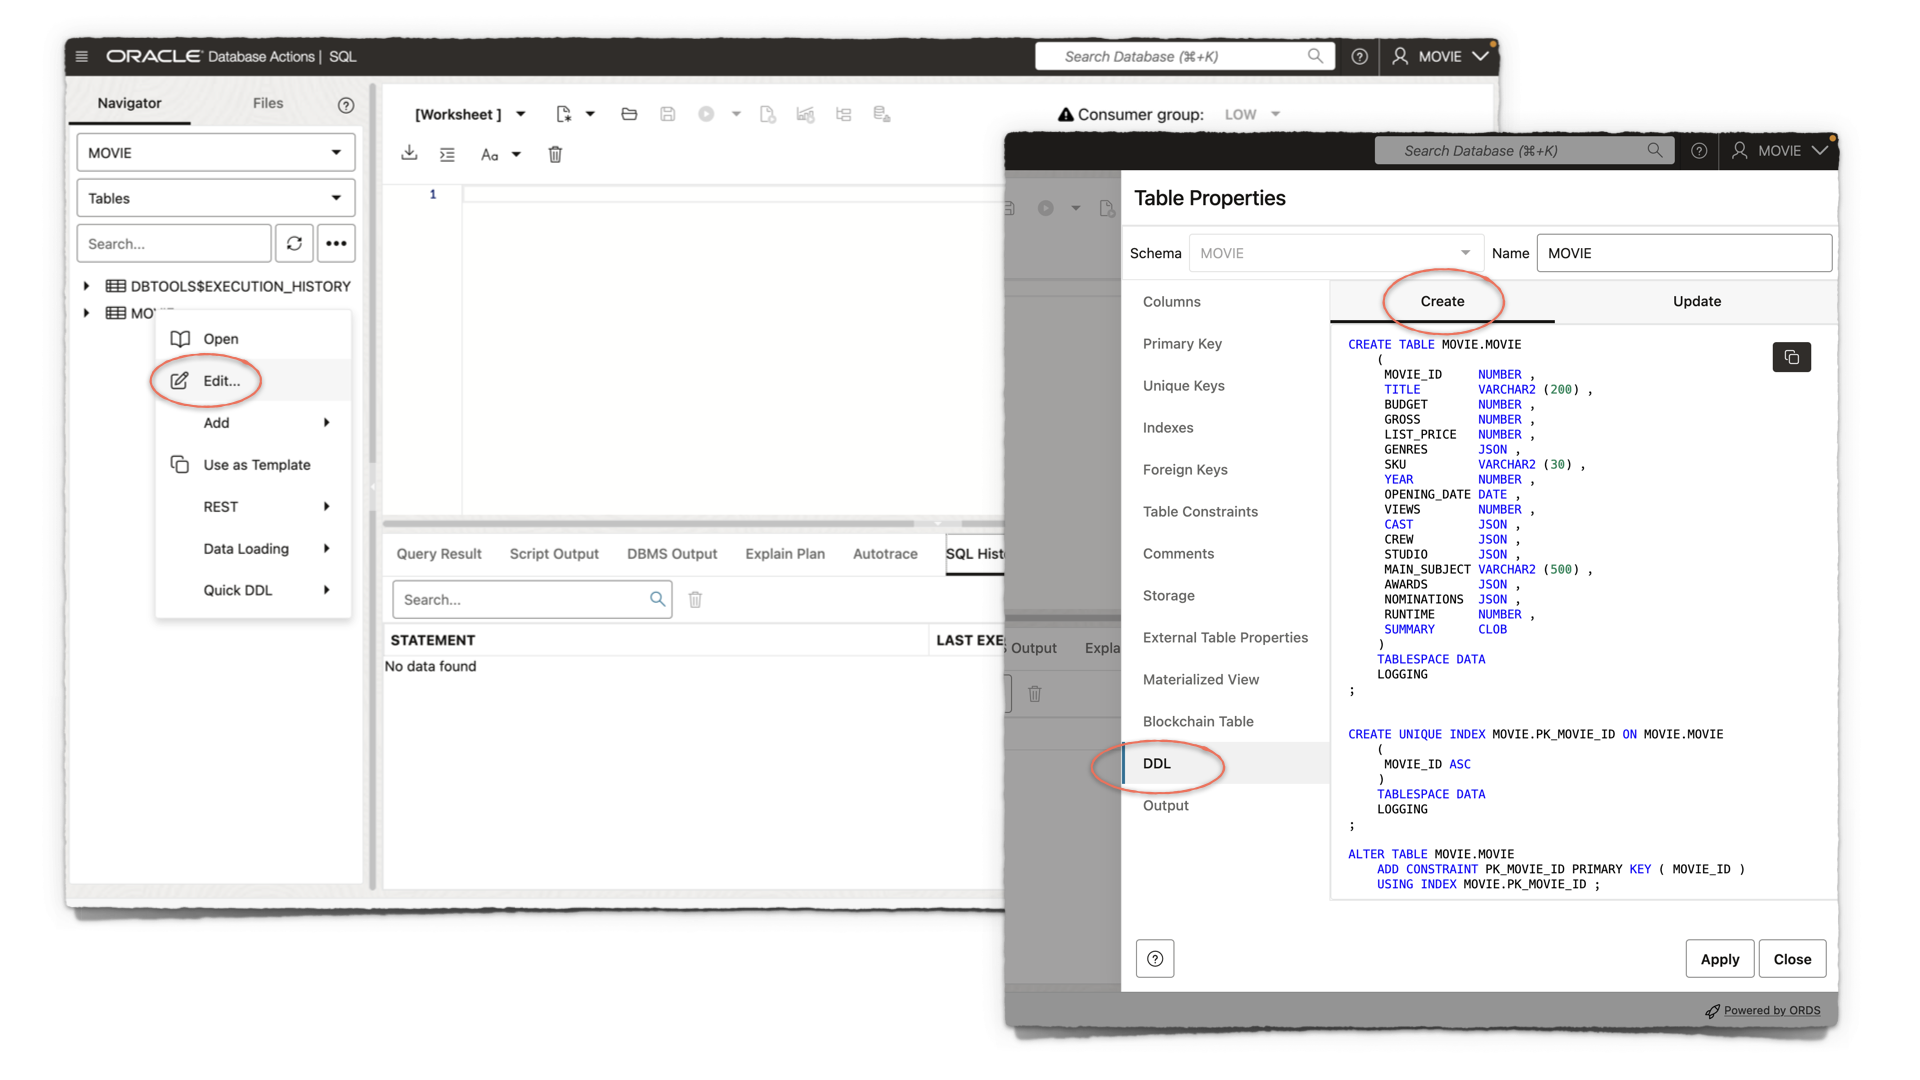 ORACLE Database Actions | SQL
Search Database (⌘+K)
MOVIE
Navigator
Files
[Worksheet ]
Consumer group:
LOW
MOVIE
Aa
Tables
1
Search...
DBTOOLS$EXECUTION_HISTORY
Open
Edit...
Add
Use as Template
REST
Data Loading
Quick DDL
Query Result
Script Output
DBMS Output
Explain Plan
Autotrace
Search...
STATEMENT
No data found
Search Database (⌘+K)
MOVIE
Table Properties
Schema
MOVIE
Name
MOVIE
Output
Columns
Primary Key
Unique Keys
Indexes
Foreign Keys
Table Constraints
Comments
Storage
External Table Properties
Materialized View
Blockchain Table
DDL
Output
Create
Update
CREATE TABLE MOVIE.MOVIE
(
MOVIE_ID NUMBER ,
TITLE VARCHAR2 (200) ,
BUDGET NUMBER ,
GROSS NUMBER ,
LIST_PRICE NUMBER ,
GENRES JSON ,
SKU VARCHAR2 (30) ,
YEAR NUMBER ,
OPENING_DATE DATE ,
VIEWS NUMBER ,
CAST JSON ,
CREW JSON ,
STUDIO JSON ,
MAIN_SUBJECT VARCHAR2 (500) ,
AWARDS JSON ,
NOMINATIONS JSON ,
RUNTIME NUMBER ,
SUMMARY CLOB
)
TABLESPACE DATA
LOGGING
;
CREATE UNIQUE INDEX MOVIE.PK_MOVIE_ID ON MOVIE.MOVIE
(
MOVIE_ID ASC
)
TABLESPACE DATA
LOGGING
;
ALTER TABLE MOVIE.MOVIE
ADD CONSTRAINT PK_MOVIE_ID PRIMARY KEY ( MOVIE_ID )
USING INDEX MOVIE.PK_MOVIE_ID ;
Apply
Close
Powered by ORDS